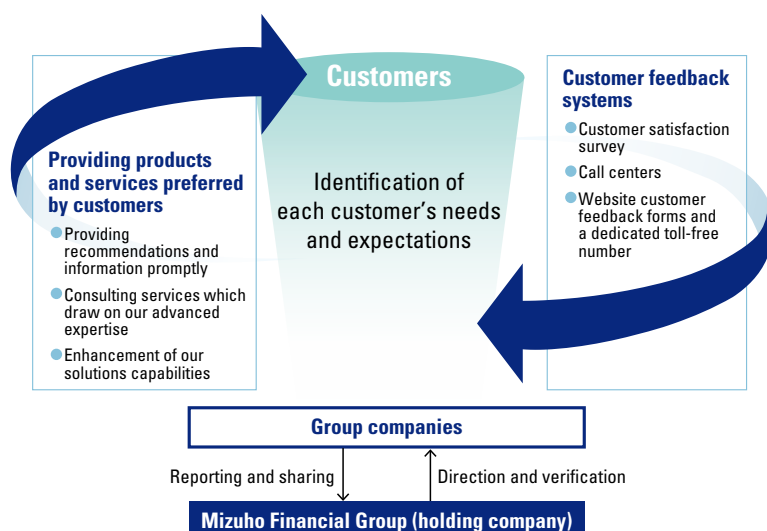 Customers
Providing products
and services preferred
by customers
Providing
recommendations and
information promptly
Consulting services which
draw on our advanced
expertise
Enhancement of our
solutions capabilities
Identification of
each customer’s needs
and expectations
Customer feedback
systems
Customer satisfaction
survey
Call centers
Website customer
feedback forms and
a dedicated toll-free
number
Group companies
Reporting and sharing
Direction and verification
Mizuho Financial Group (holding company)